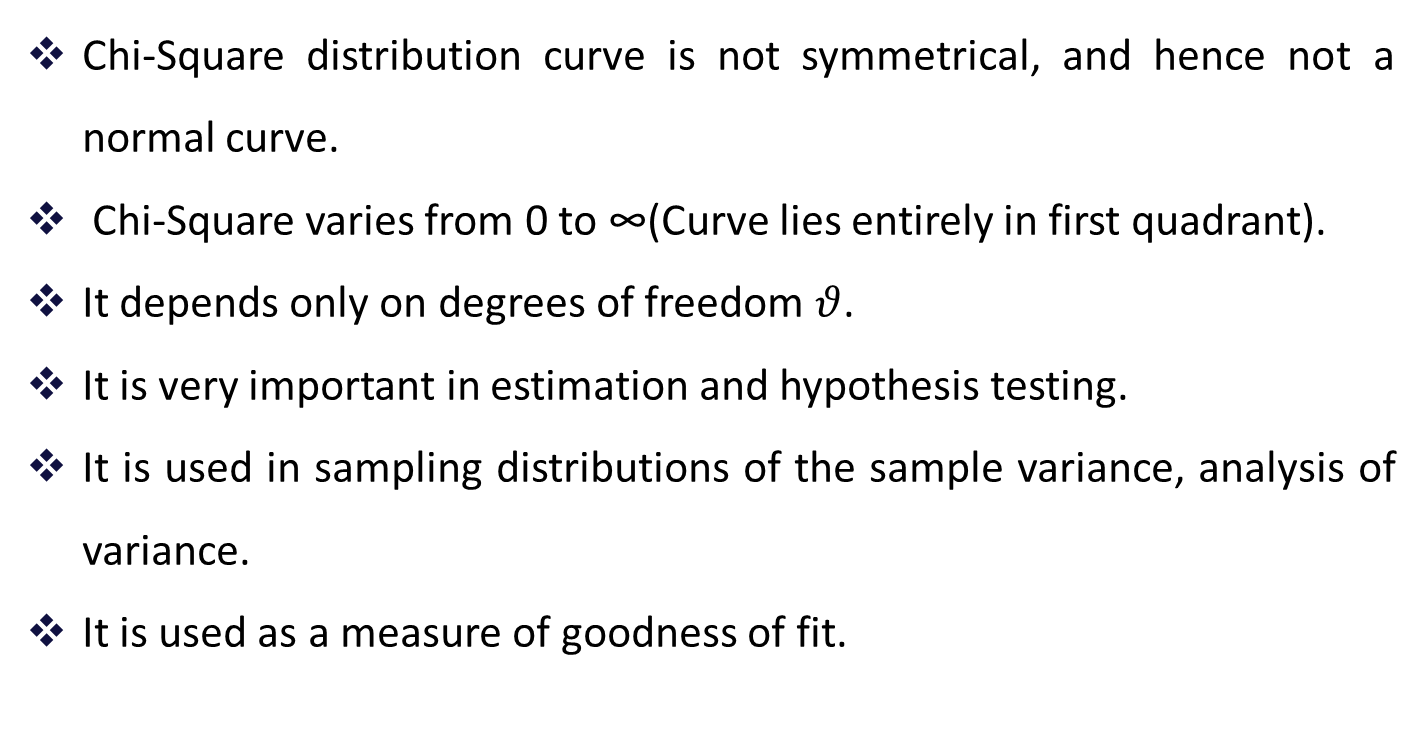 ❖ Chi-Square distribution curve is not symmetrical, and hence not a
normal curve.
❖ Chi-Square varies from 0 to ∞(Curve lies entirely in first quadrant).
❖ It depends only on degrees of freedom 𝜗.
❖ It is very important in estimation and hypothesis testing.
❖ It is used in sampling distributions of the sample variance, analysis of
variance.
❖ It is used as a measure of goodness of fit.